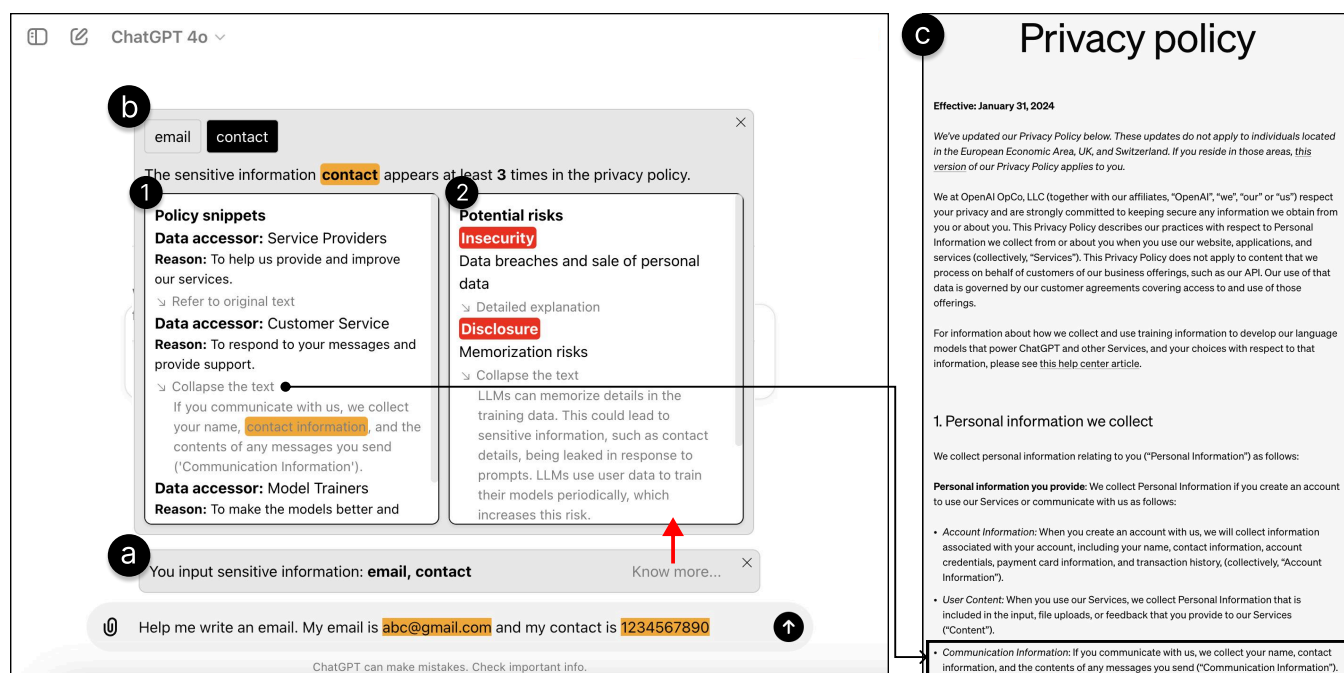 ChatGPT 4o
b
email contact
The sensitive information contact appears at least 3 times in the privacy policy.
1
Policy snippets
Data accessor: Service Providers
Reason: To help us provide and improve
our services.
Refer to original text
Data accessor: Customer Service
Reason: To respond to your messages and
provide support.
Collapse the text
If you communicate with us, we collect
your name, contact information, and the
contents of any messages you send
('Communication Information').
Data accessor: Model Trainers
Reason: To make the models better and
2
Potential risks
Insecurity
Data breaches and sale of personal
data
Detailed explanation
Disclosure
Memorization risks
Collapse the text
LLMs can memorize details in the
training data. This could lead to
sensitive information, such as contact
details, being leaked in response to
prompts. LLMs use user data to train
their models periodically, which
increases this risk.
a
You input sensitive information: email, contact Know more...
Help me write an email. My email is abc@gmail.com and my contact is 1234567890
ChatGPT can make mistakes. Check important info.
c
Privacy policy
Effective: January 31, 2024
We've updated our Privacy Policy below. These updates do not apply to individuals located
in the European Economic Area, UK, and Switzerland. If you reside in those areas, this
version of our Privacy Policy applies to you.
We at OpenAI OpCo, LLC (together with our affiliates, "OpenAI", "we", "our" or "us") respect
your privacy and are strongly committed to keeping secure any information we obtain from
you or about you. This Privacy Policy describes our practices with respect to Personal
Information we collect from or about you when you use our website, applications, and
services (collectively, "Services"). This Privacy Policy does not apply to content that we
process on behalf of customers of our business offerings, such as our API. Our use of that
data is governed by our customer agreements covering access to and use of those
offerings.
For information about how we collect and use training information to develop our language
models that power ChatGPT and other Services, and your choices with respect to that
information, please see this help center article.
1. Personal information we collect
We collect personal information relating to you ("Personal Information") as follows:
Personal information you provide: We collect Personal Information if you create an account
to use our Services or communicate with us as follows:
• Account Information: When you create an account with us, we will collect information
associated with your account, including your name, contact information, account
credentials, payment card information, and transaction history, (collectively, "Account
Information").
• User Content: When you use our Services, we collect Personal Information that is
included in the input, file uploads, or feedback that you provide to our Services
("Content").
• Communication Information: If you communicate with us, we collect your name, contact
information, and the contents of any messages you send ("Communication Information").